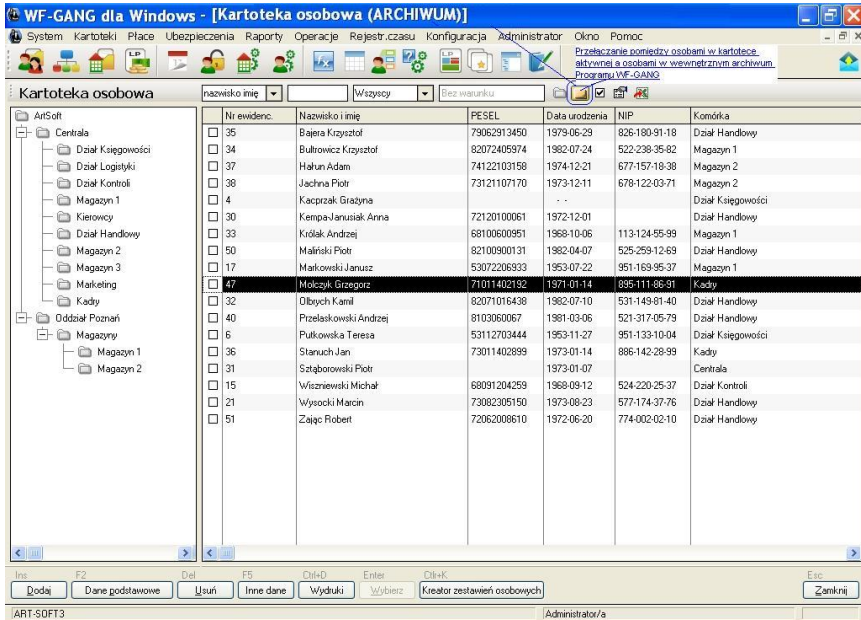 WF-GANG dla Windows - [Kartoteka osobowa (ARCHIWUM)]
System Kartoteki Płace Ubezpieczenia Raporty Operacje Rejestr.czasu Konfiguracja Administrator Okno Pomoc
Przełączanie pomiedzy osobami w kartotece
aktywnej a osobami w wewnetrznym archiwum
Programu WF-GANG
Kartoteka osobowa nazwisko imię Wszyscy Bez warunku
ArtSoft
Centrala
Dział Księgowości
Dział Logistyki
Dział Kontroli
Magazyn 1
Kierowcy
Dział Handlowy
Magazyn 2
Magazyn 3
Marketing
Kadry
Oddział Poznań
Magazyny
Magazyn 1
Magazyn 2
Nr ewidenc. Nazwisko i imię PESEL Data urodzenia NIP Komórka
35 Bajera Krzysztof 79062913450 1979-06-29 826-180-91-18 Dział Handlowy
34 Bultrowicz Krzysztof 82072405974 1982-07-24 522-238-35-82 Magazyn 1
37 Hałun Adam 74122103158 1974-12-21 677-157-18-38 Magazyn 2
38 Jachna Piotr 73121107170 1973-12-11 678-122-03-71 Magazyn 2
4 Kacprzak Grażyna - - Dział Księgowości
30 Kempa-Janusiak Anna 72120100061 1972-12-01 Dział Handlowy
33 Królak Andrzej 68100600951 1968-10-06 113-124-55-99 Magazyn 1
50 Maliński Piotr 82100900131 1982-04-07 525-259-12-69 Dział Handlowy
17 Markowski Janusz 53072206933 1953-07-22 951-169-95-37 Magazyn 1
47 Molczyk Grzegorz 71011402192 1971-01-14 895-111-86-91 Kadry
32 Olbrych Kamil 82071016438 1982-07-10 531-149-81-40 Dział Handlowy
40 Przelaskowski Andrzej 8103060067 1981-03-06 521-317-05-79 Dział Handlowy
6 Putkowska Teresa 53112703444 1953-11-27 951-133-10-04 Dział Księgowości
36 Stanuch Jan 73011402899 1973-01-14 886-142-28-99 Kadry
31 Sztąborowski Piotr 1973-01-07 Centrala
15 Wiszniewski Michał 68091204259 1968-09-12 524-220-25-37 Dział Kontroli
21 Wysocki Marcin 73082305150 1973-08-23 577-174-37-76 Dział Handlowy
51 Zając Robert 72062008610 1972-06-20 774-002-02-10 Dział Handlowy
Ins F2 Del F5 Ctrl+D Enter Ctlr+K Esc
Dodaj Dane podstawowe Usuń Inne dane Wydruki Wybierz Kreator zestawień osobowych Zamknij
ART-SOFT3 Administrator/a